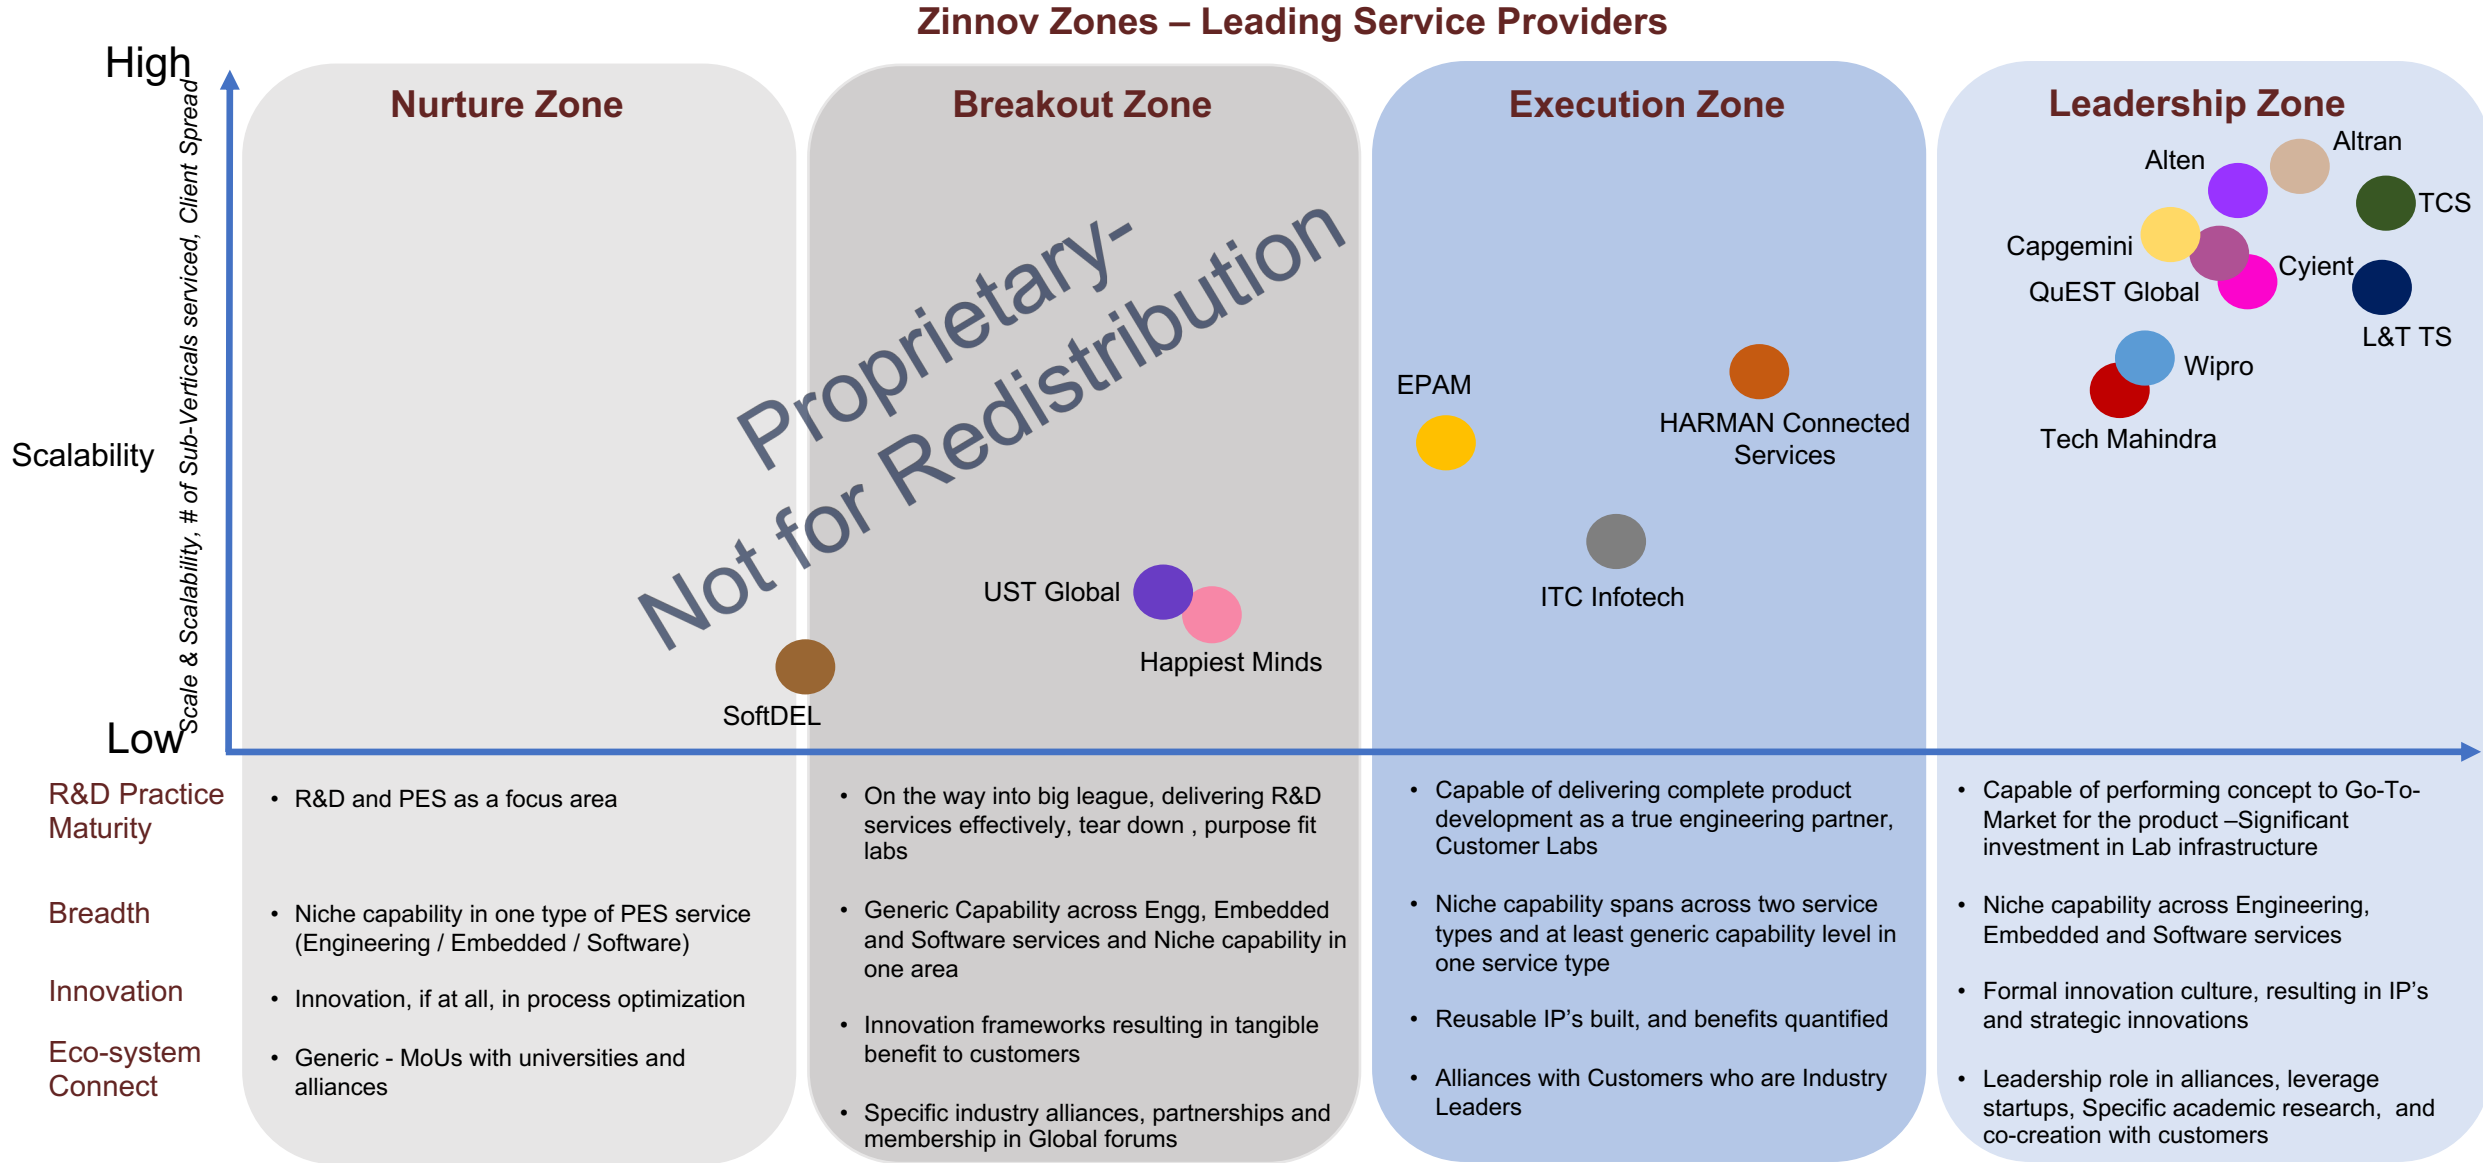 Zinnov Zones – Leading Service Providers
High
Scale & Scalability, # of Sub-Verticals serviced, Client Spread
Scalability
Low
Nurture Zone
Breakout Zone
Execution Zone
Leadership Zone
Proprietary-
Not for Redistribution
Altran
Alten
TCS
Capgemini
Cyient
QuEST Global
L&T TS
Wipro
Tech Mahindra
EPAM
HARMAN Connected
Services
ITC Infotech
UST Global
Happiest Minds
SoftDEL
R&D Practice
Maturity
• R&D and PES as a focus area
• On the way into big league, delivering R&D
services effectively, tear down , purpose fit
labs
• Capable of delivering complete product
development as a true engineering partner,
Customer Labs
• Capable of performing concept to Go-To-
Market for the product –Significant
investment in Lab infrastructure
Breadth
• Niche capability in one type of PES service
(Engineering / Embedded / Software)
• Generic Capability across Engg, Embedded
and Software services and Niche capability in
one area
• Niche capability spans across two service
types and at least generic capability level in
one service type
• Niche capability across Engineering,
Embedded and Software services
Innovation
• Innovation, if at all, in process optimization
• Innovation frameworks resulting in tangible
benefit to customers
• Reusable IP’s built, and benefits quantified
• Formal innovation culture, resulting in IP’s
and strategic innovations
Eco-system
Connect
• Generic - MoUs with universities and
alliances
• Specific industry alliances, partnerships and
membership in Global forums
• Alliances with Customers who are Industry
Leaders
• Leadership role in alliances, leverage
startups, Specific academic research, and
co-creation with customers